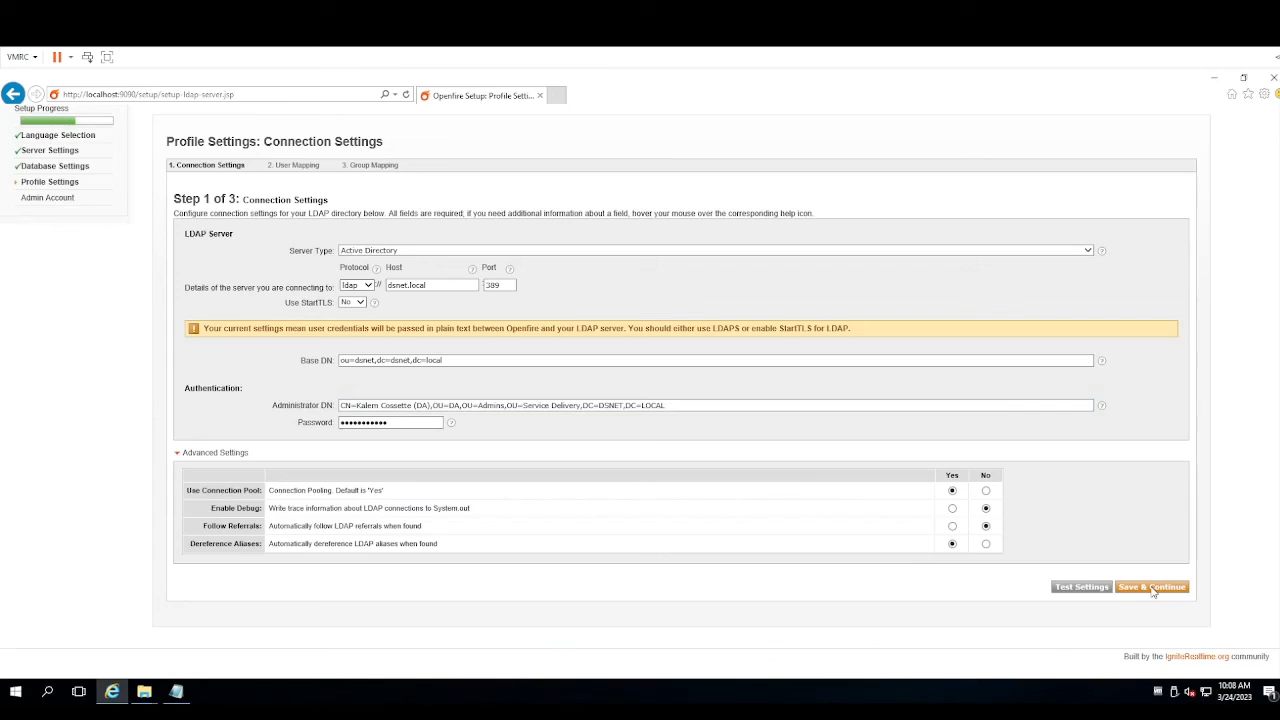 VMRC
http://localhost:9090/setup/setup-ldap-server.jsp
Openfire Setup: Profile Setti...
Setup Progress
Language Selection
Server Settings
Database Settings
Profile Settings
Admin Account
Profile Settings: Connection Settings
1. Connection Settings 2. User Mapping 3. Group Mapping
Step 1 of 3: Connection Settings
Configure connection settings for your LDAP directory below. All fields are required; if you need additional information about a field, hover your mouse over the corresponding help icon.
LDAP Server
Server Type: Active Directory
Protocol Host Port
Details of the server you are connecting to: ldap :// dsnet.local : 389
Use StartTLS: No
Your current settings mean user credentials will be passed in plain text between Openfire and your LDAP server. You should either use LDAPS or enable StartTLS for LDAP.
Base DN: ou=dsnet,dc=dsnet,dc=local
Authentication:
Administrator DN: CN=Kalem Cossette (DA),OU=DA,OU=Admins,OU=Service Delivery,DC=DSNET,DC=LOCAL
Password: •••••••••••
Advanced Settings
Yes No
Use Connection Pool: Connection Pooling. Default is 'Yes'
Enable Debug: Write trace information about LDAP connections to System.out
Follow Referrals: Automatically follow LDAP referrals when found
Dereference Aliases: Automatically dereference LDAP aliases when found
Test Settings Save & Continue
Built by the IgniteRealtime.org community
10:08 AM
3/24/2023